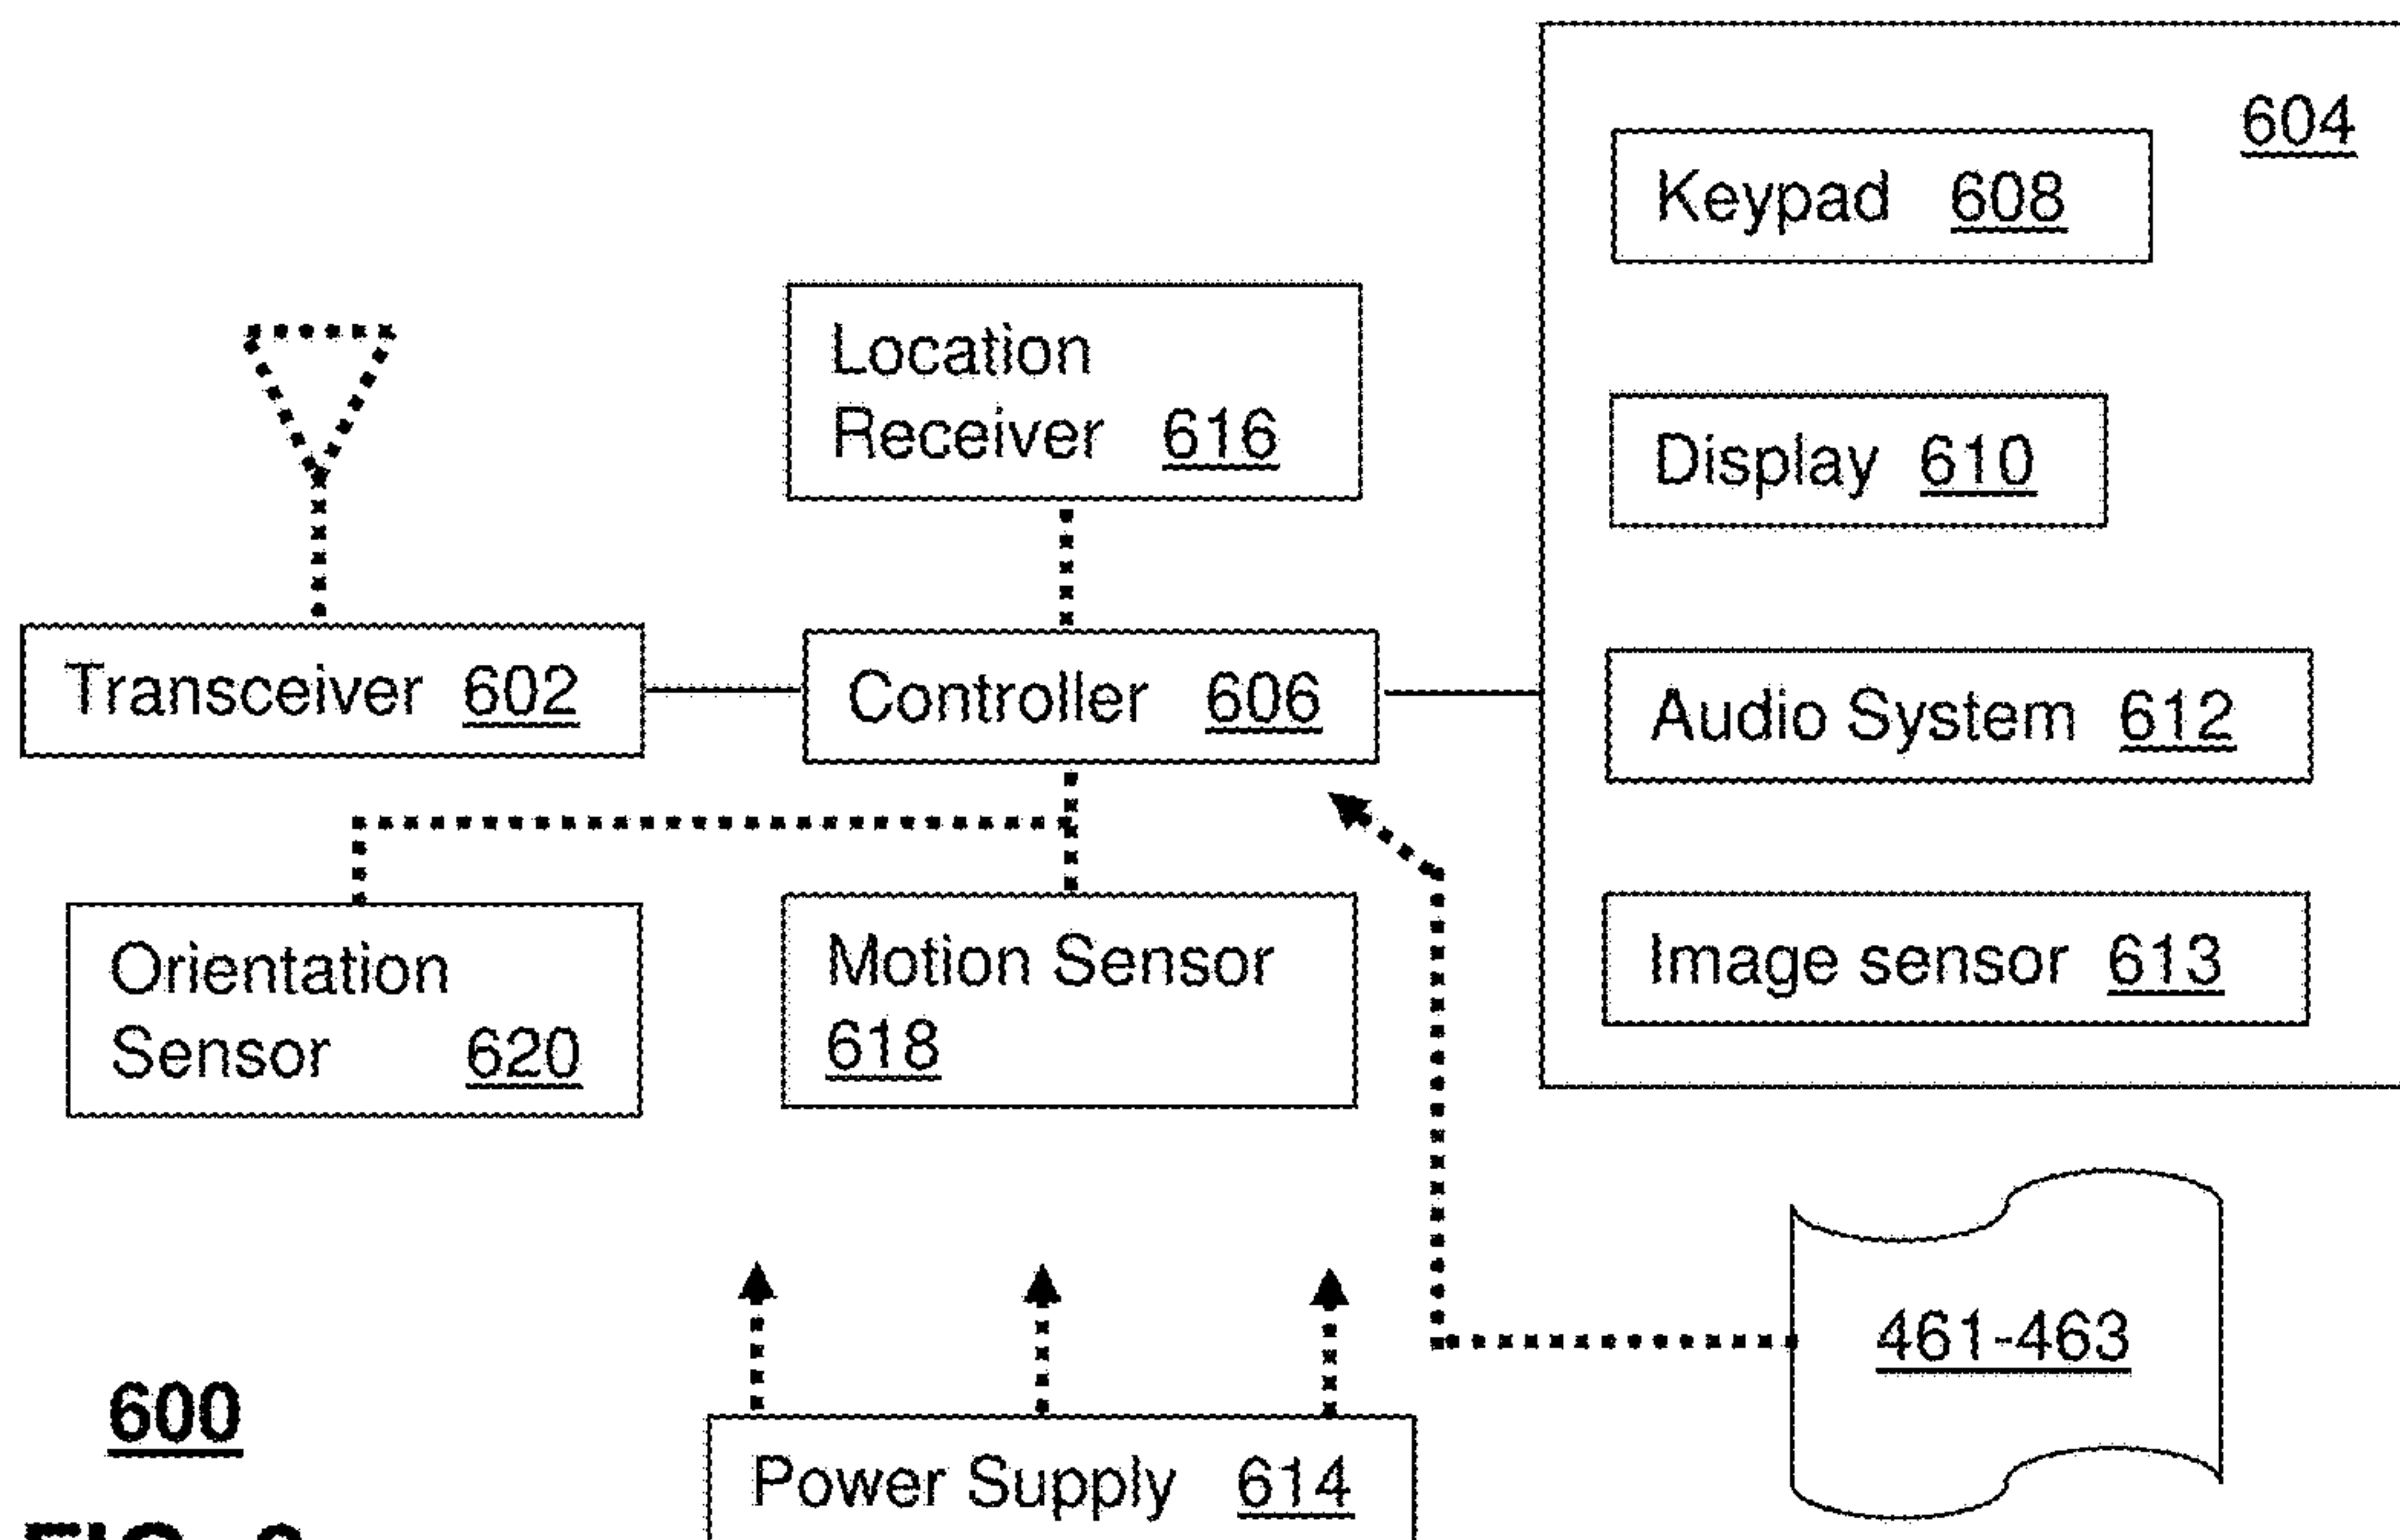 604
Keypad 608
Location
Receiver 616
Display 610
Transceiver 602
Controller 606
Audio System 612
Orientation
Sensor 620
Motion Sensor
618
Image sensor 613
461-463
600
Power Supply 614